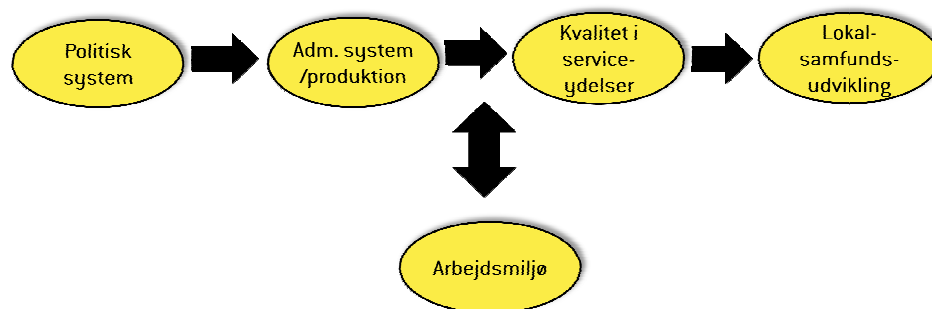 Politisk
system
Adm. system
/produktion
Kvalitet i
service-
ydelser
Lokal-
samfunds-
udvikling
Arbejdsmiljø